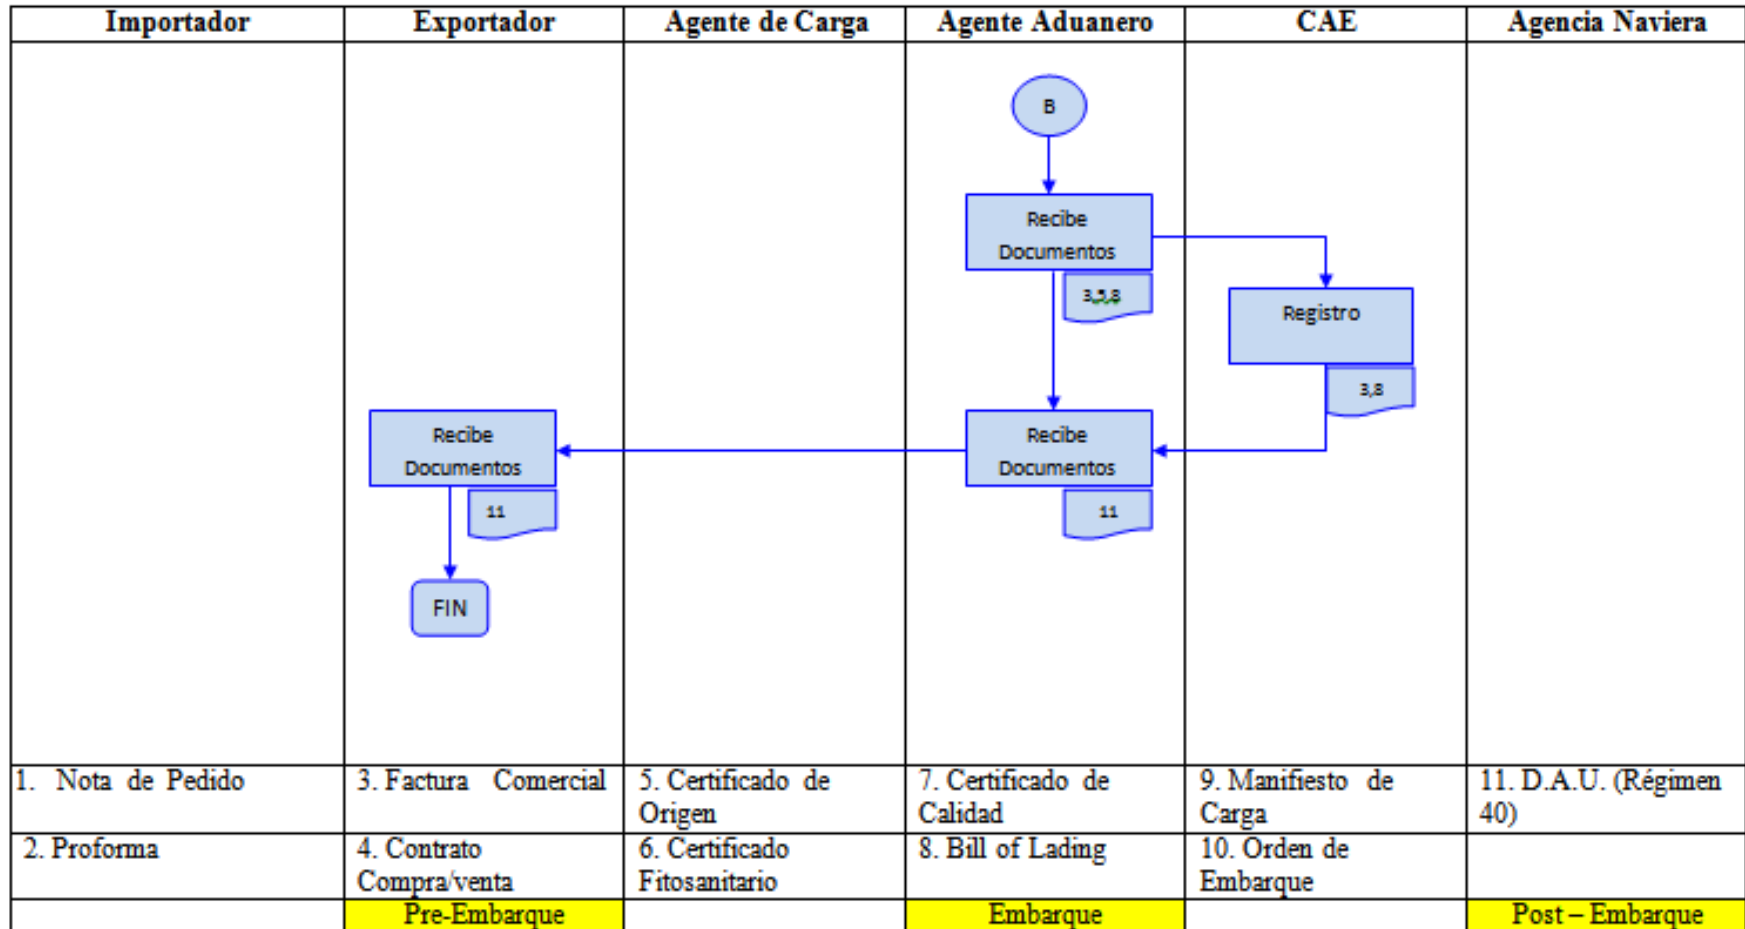 Importador
Exportador
Agente de Carga
Agente Aduanero
CAE
Agencia Naviera
B
Recibe
Documentos
3,5,8
Registro
3,8
Recibe
Documentos
11
Recibe
Documentos
11
FIN
1. Nota de Pedido
3. Factura Comercial
5. Certificado de
Origen
7. Certificado de
Calidad
9. Manifiesto de
Carga
11. D.A.U. (Régimen
40)
2. Proforma
4. Contrato
Compra/venta
6. Certificado
Fitosanitario
8. Bill of Lading
10. Orden de
Embarque
Pre-Embarque
Embarque
Post – Embarque